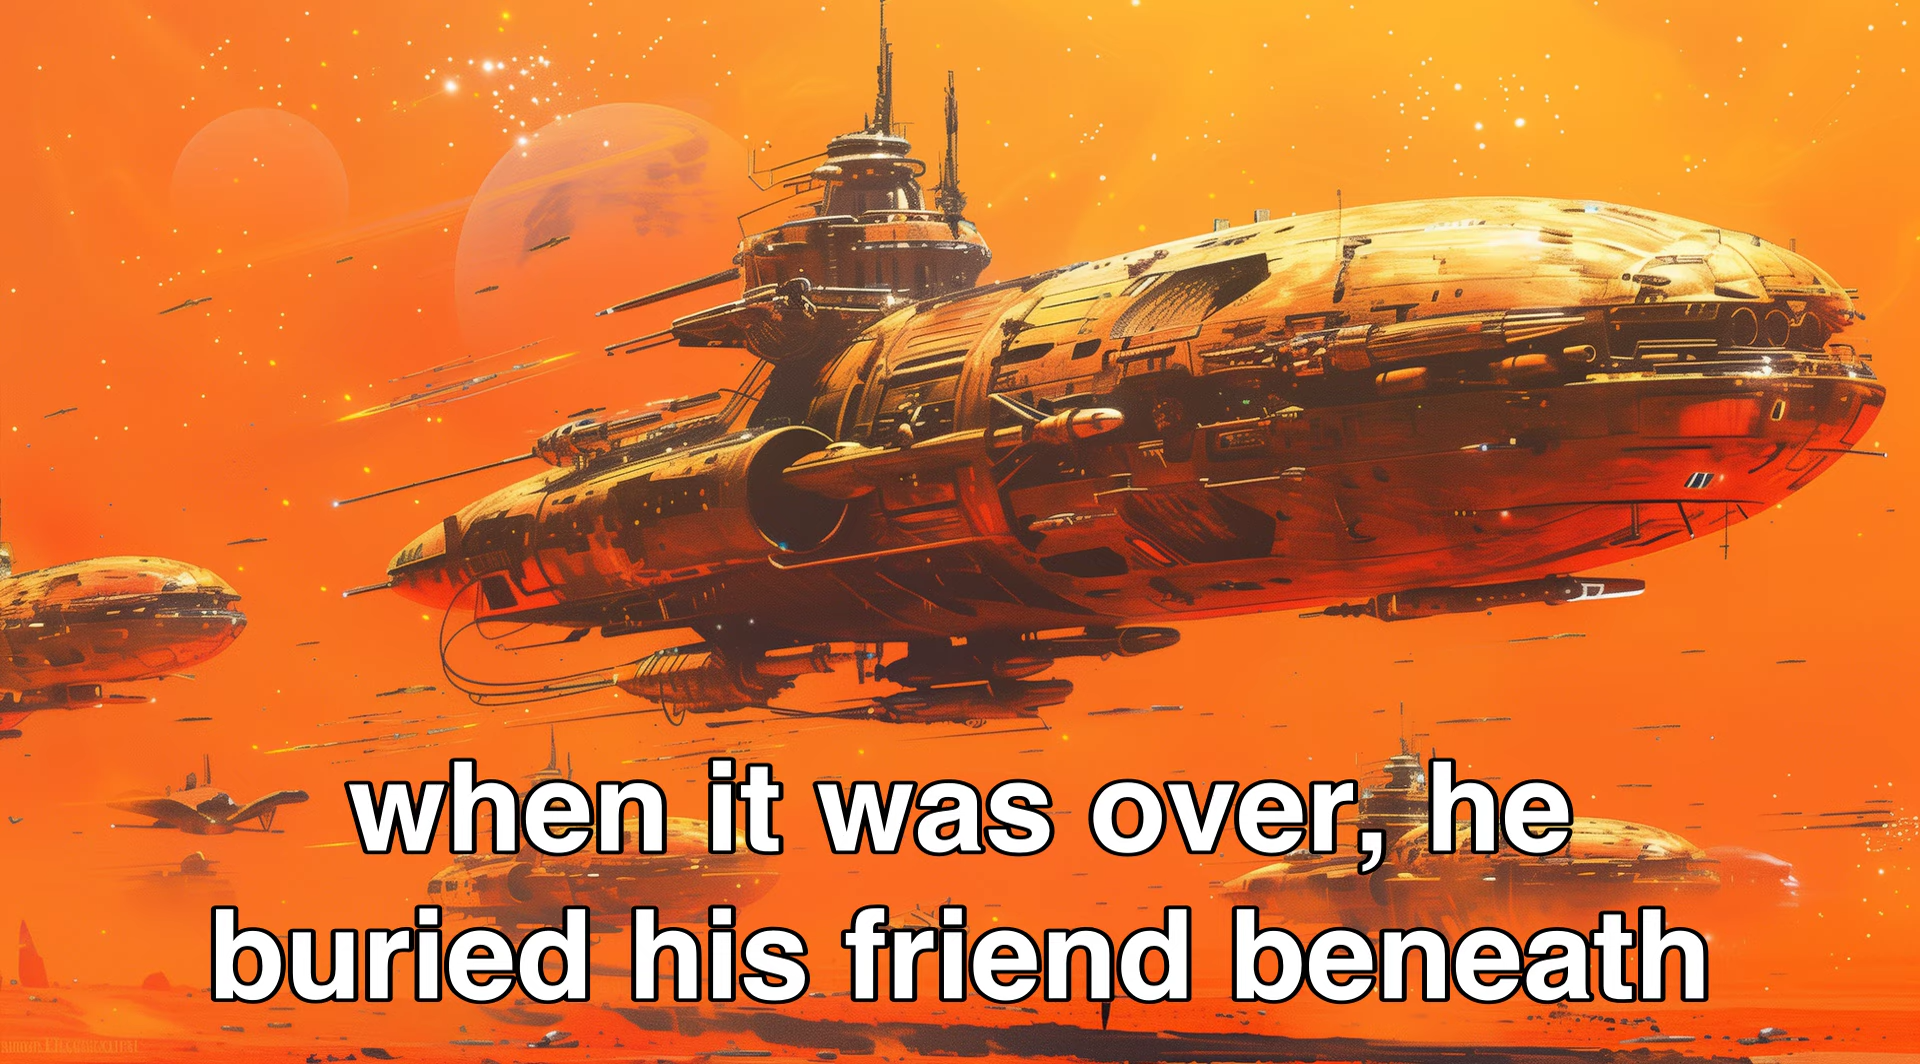 when it was over, he
buried his friend beneath